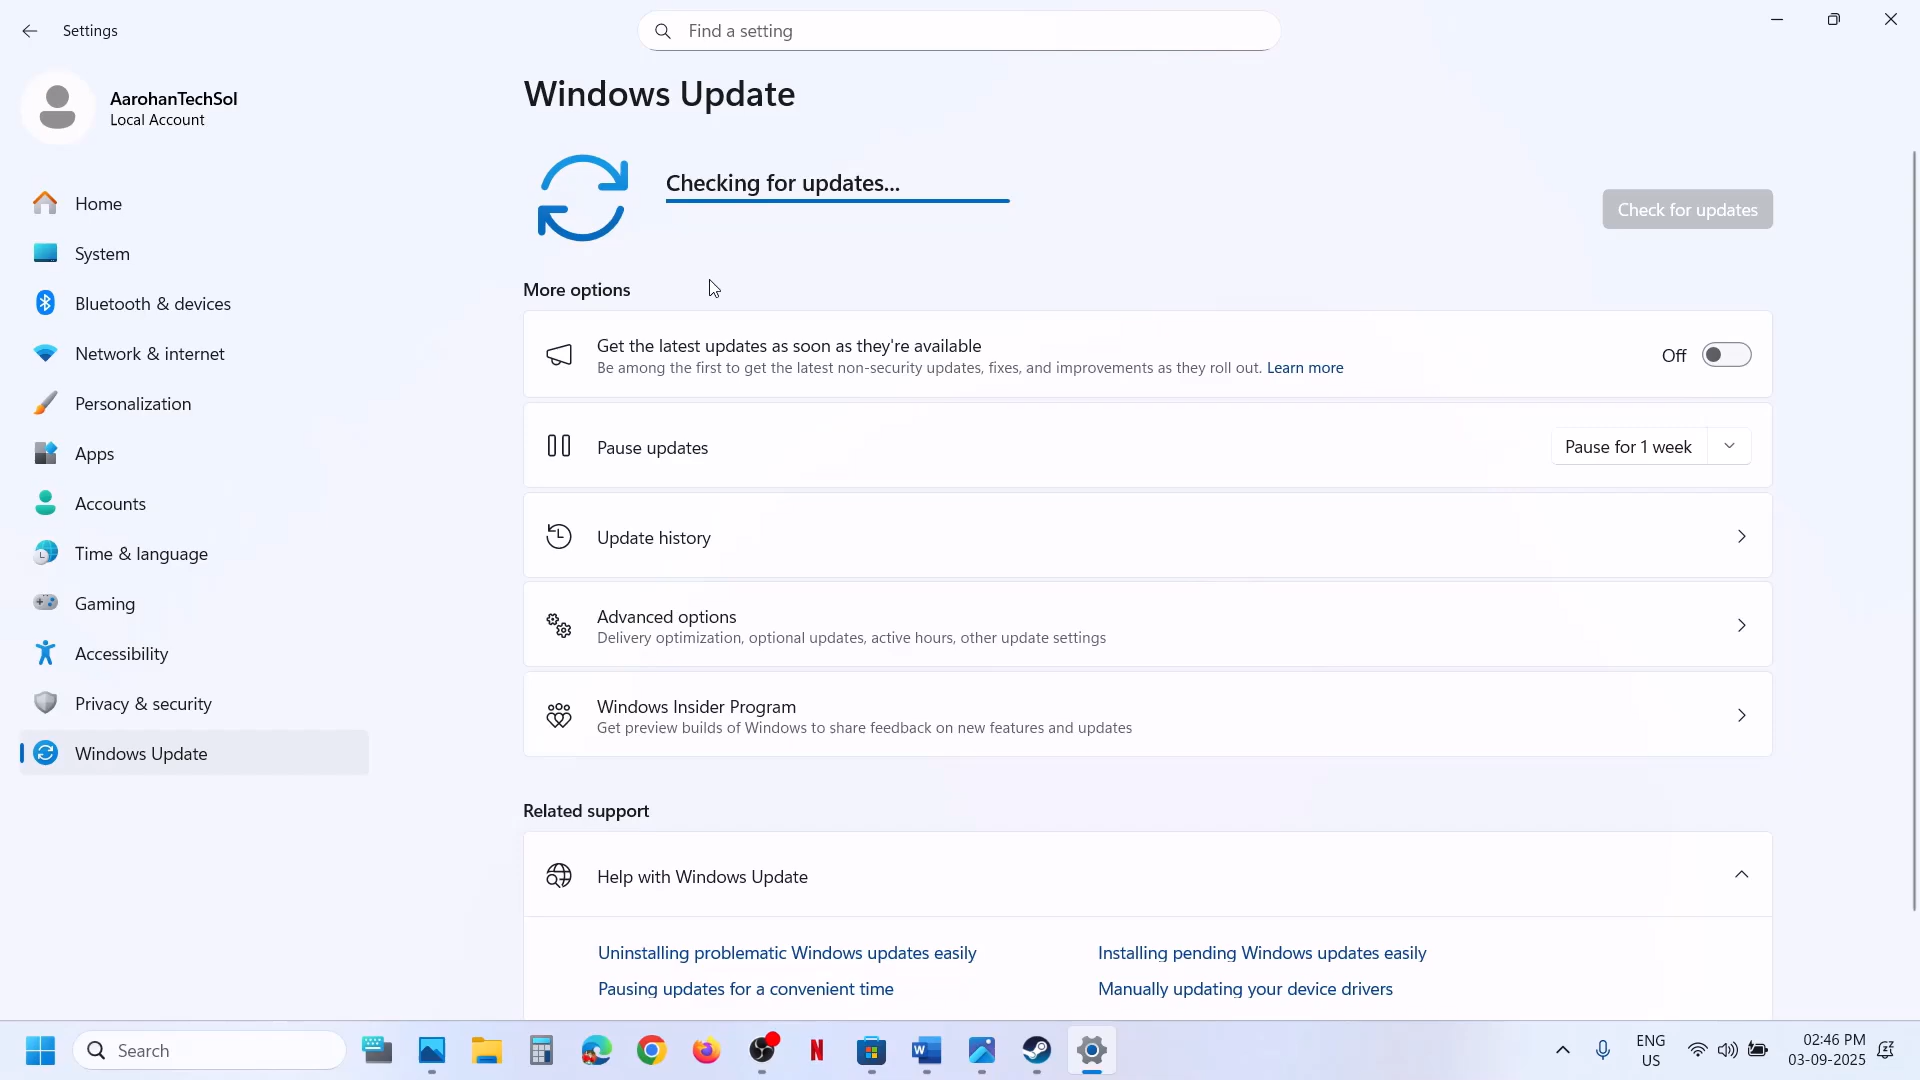 Settings
Find a setting
AarohanTechSol
Local Account
Home
System
Bluetooth & devices
Network & internet
Personalization
Apps
Accounts
Time & language
Gaming
Accessibility
Privacy & security
Windows Update
Windows Update
Checking for updates...
Check for updates
More options
Get the latest updates as soon as they're available
Be among the first to get the latest non-security updates, fixes, and improvements as they roll out. Learn more
Off
Pause updates
Pause for 1 week
Update history
Advanced options
Delivery optimization, optional updates, active hours, other update settings
Windows Insider Program
Get preview builds of Windows to share feedback on new features and updates
Related support
Help with Windows Update
Uninstalling problematic Windows updates easily
Installing pending Windows updates easily
Pausing updates for a convenient time
Manually updating your device drivers
Search
ENG
US
02:46 PM
03-09-2025